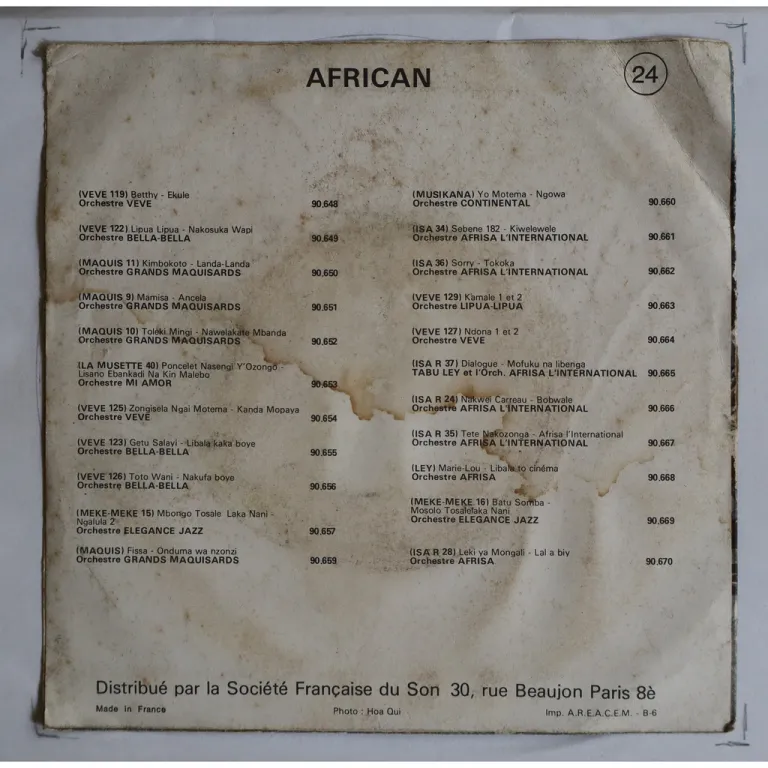 AFRICAN
24
(VEVE 119) Betthy - Ekule
Orchestre VEVE 90.648
(VEVE 122) Lipua Lipua - Nakosuka Wapi
Orchestre BELLA-BELLA 90.649
(MAQUIS 11) Kimbokoto - Landa-Landa
Orchestre GRANDS MAQUISARDS 90.650
(MAQUIS 9) Mamisa - Ancela
Orchestre GRANDS MAQUISARDS 90.651
(MAQUIS 10) Toleki Mingi - Nawelakate Mbanda
Orchestre GRANDS MAQUISARDS 90.652
(LA MUSETTE 40) Poncelet Nasengi Y'Ozongo -
Lisano Ebankadi Na Kin Malebo
Orchestre MI AMOR 90.653
(VEVE 125) Zongisela Ngai Motema - Kanda Mopaya
Orchestre VEVE 90.654
(VEVE 123) Getu Salayi - Libala kaka boye
Orchestre BELLA-BELLA 90.655
(VEVE 126) Toto Wani - Nakufa boye
Orchestre BELLA-BELLA 90.656
(MEKE-MEKE 15) Mbongo Tosale Laka Nani -
Ngalula 2
Orchestre ELEGANCE JAZZ 90.657
(MAQUIS) Fissa - Onduma wa nzonzi
Orchestre GRANDS MAQUISARDS 90.659
(MUSIKANA) Yo Motema - Ngowa
Orchestre CONTINENTAL 90.660
(ISA 34) Sebene 182 - Kiwelewele
Orchestre AFRISA L'INTERNATIONAL 90.661
(ISA 36) Sorry - Tokoka
Orchestre AFRISA L'INTERNATIONAL 90.662
(VEVE 129) Kamale 1 et 2
Orchestre LIPUA-LIPUA 90.663
(VEVE 127) Ndona 1 et 2
Orchestre VEVE 90.664
(ISA R 37) Dialogue - Mofuku na libenga
TABU LEY et l'Orch. AFRISA L'INTERNATIONAL 90.665
(ISA R 24) Nakwei Carreau - Bobwale
Orchestre AFRISA L'INTERNATIONAL 90.666
(ISA R 35) Tete Nakozonga - Afrisa l'International
Orchestre AFRISA L'INTERNATIONAL 90.667
(LEY) Marie-Lou - Libala to cinéma
Orchestre AFRISA 90.668
(MEKE-MEKE 16) Batu Somba -
Mosolo Tosalelaka Nani
Orchestre ELEGANCE JAZZ 90.669
(ISA R 28) Leki ya Mongali - Lal a biy
Orchestre AFRISA 90.670
Distribué par la Société Française du Son 30, rue Beaujon Paris 8è
Made in France Photo : Hoa Qui Imp. A.R.E.A.C.E.M. - B-6